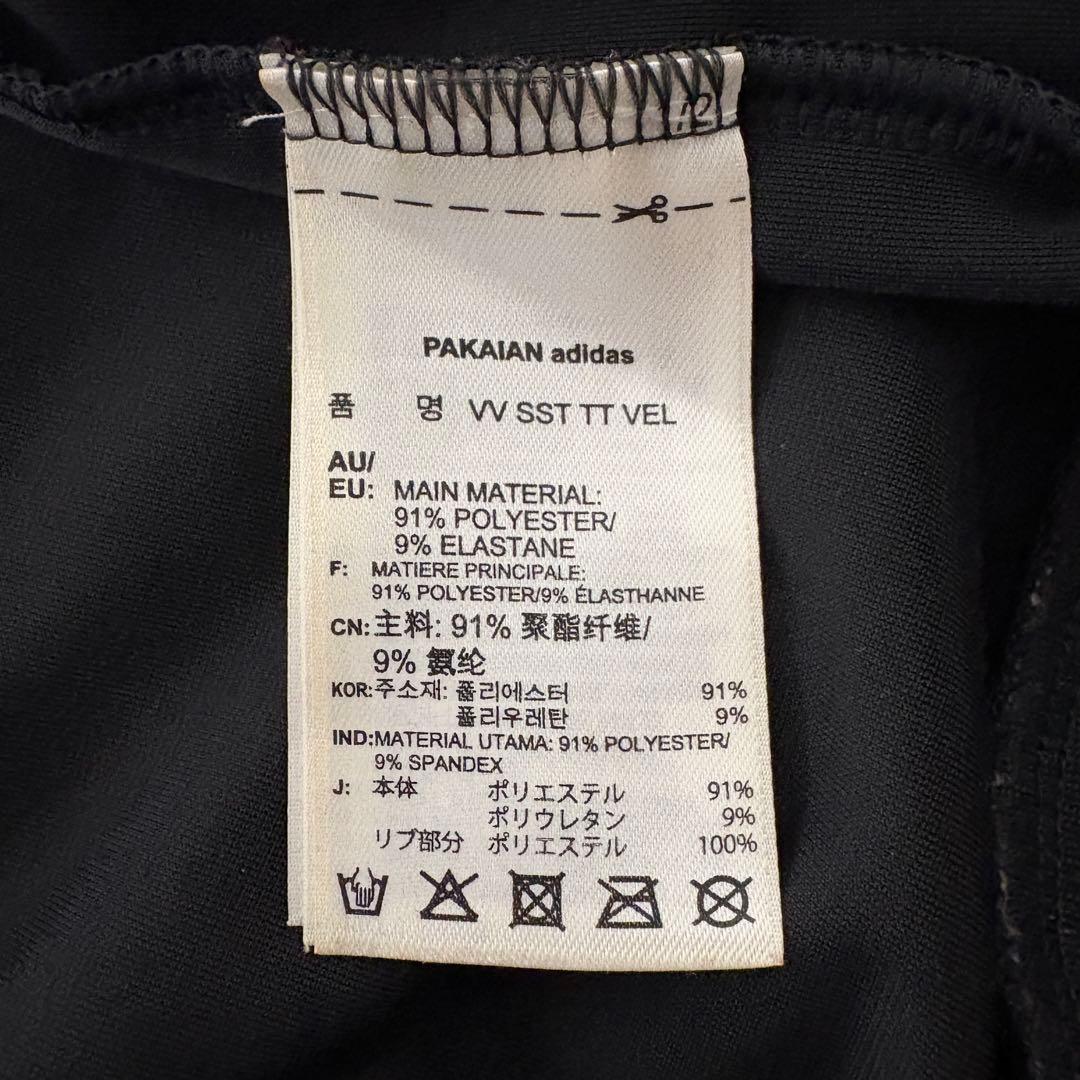 PAKAIAN adidas
품 명 VV SST TT VEL
AU/
EU: MAIN MATERIAL:
91% POLYESTER/
9% ELASTANE
F: MATIERE PRINCIPALE:
91% POLYESTER/9% ÉLASTHANNE
CN: 主料: 91% 聚酯纤维/
9% 氨纶
KOR: 주소재: 폴리에스터 91%
폴리우레탄 9%
IND: MATERIAL UTAMA: 91% POLYESTER/
9% SPANDEX
J: 本体 ポリエステル 91%
ポリウレタン 9%
リブ部分 ポリエステル 100%